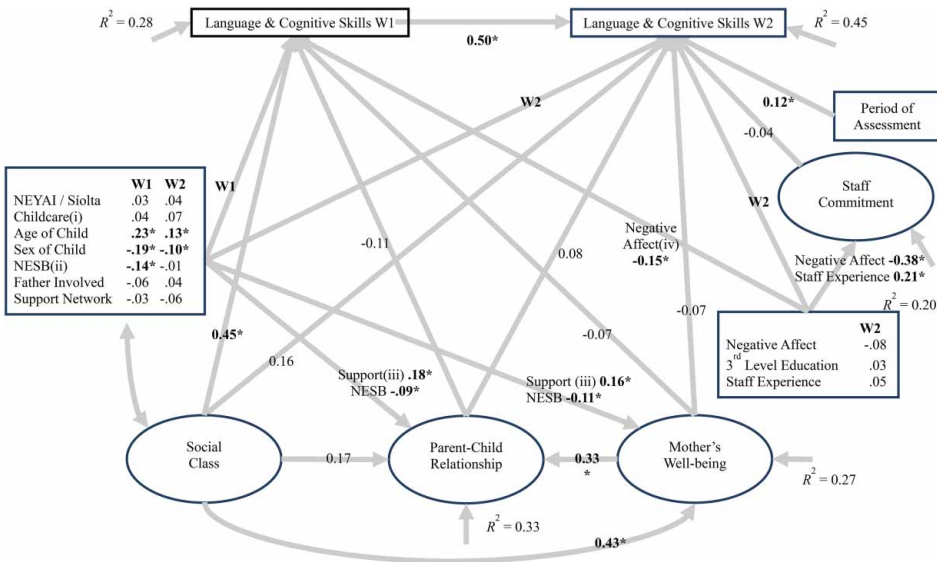 R² = 0.28
Language & Cognitive Skills W1
Language & Cognitive Skills W2
R² = 0.45
0.50*
W2
0.12*
Period of
Assessment
-0.04
W1 W2
NEYAI / Síolta .03 .04
Childcare(i) .04 .07
Age of Child .23* .13*
Sex of Child -.19* -.10*
NESB(ii) -.14* -.01
Father Involved -.06 .04
Support Network -.03 -.06
W1
Staff
Commitment
W2
-0.11
0.08
Negative
Affect(iv)
-0.15*
Negative Affect -0.38*
Staff Experience 0.21*
R² = 0.20
-0.07
-0.07
0.45*
0.16
W2
Negative Affect -.08
3rd Level Education .03
Staff Experience .05
Support(iii) .18*
NESB -.09*
Support (iii) 0.16*
NESB -0.11*
Social
Class
0.17
Parent-Child
Relationship
0.33
*
Mother's
Well-being
R² = 0.27
R² = 0.33
0.43*